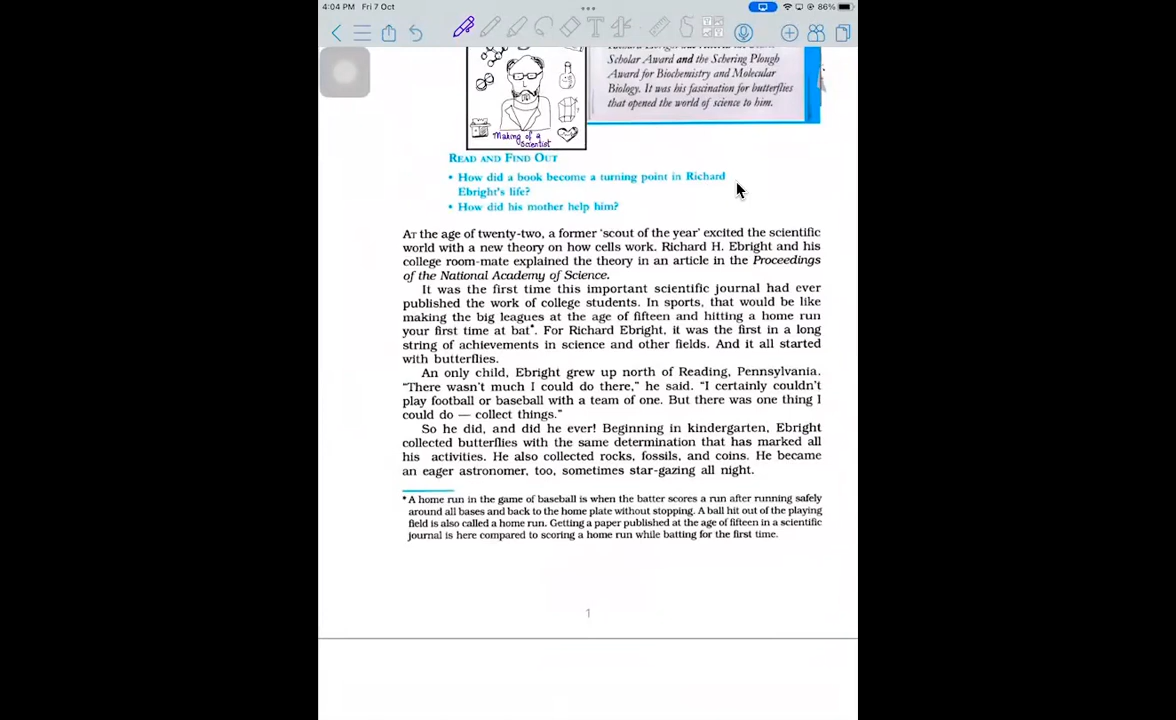 4:04 PM Fri 7 Oct
86%
Scholar Award and the Schering Plough
Award for Biochemistry and Molecular
Biology. It was his fascination for butterflies
that opened the world of science to him.
Making of a
Scientist
READ AND FIND OUT
• How did a book become a turning point in Richard
Ebright's life?
• How did his mother help him?
AT the age of twenty-two, a former 'scout of the year' excited the scientific
world with a new theory on how cells work. Richard H. Ebright and his
college room-mate explained the theory in an article in the Proceedings
of the National Academy of Science.
It was the first time this important scientific journal had ever
published the work of college students. In sports, that would be like
making the big leagues at the age of fifteen and hitting a home run
your first time at bat*. For Richard Ebright, it was the first in a long
string of achievements in science and other fields. And it all started
with butterflies.
An only child, Ebright grew up north of Reading, Pennsylvania.
“There wasn't much I could do there,” he said. “I certainly couldn't
play football or baseball with a team of one. But there was one thing I
could do — collect things.”
So he did, and did he ever! Beginning in kindergarten, Ebright
collected butterflies with the same determination that has marked all
his activities. He also collected rocks, fossils, and coins. He became
an eager astronomer, too, sometimes star-gazing all night.
* A home run in the game of baseball is when the batter scores a run after running safely
around all bases and back to the home plate without stopping. A ball hit out of the playing
field is also called a home run. Getting a paper published at the age of fifteen in a scientific
journal is here compared to scoring a home run while batting for the first time.
1